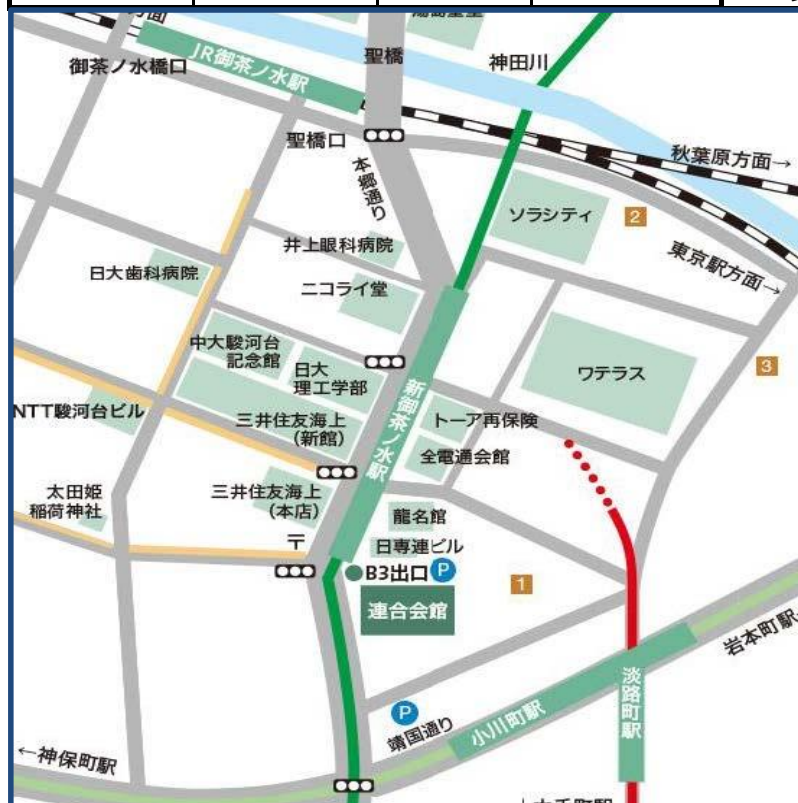 方面
湯島聖堂
JR御茶ノ水駅
聖橋
神田川
御茶ノ水橋口
聖橋口
秋葉原方面→
本郷通り
ソラシティ
2
井上眼科病院
東京駅方面→
日大歯科病院
ニコライ堂
中大駿河台
記念館
日大
理工学部
ワテラス
3
新御茶ノ水駅
NTT駿河台ビル
三井住友海上
(新館)
トーア再保険
全電通会館
太田姫
稲荷神社
三井住友海上
(本店)
龍名館
〒
日専連ビル
B3出口
P
1
連合会館
岩本町駅
淡路町駅
P
靖国通り
小川町駅
←神保町駅